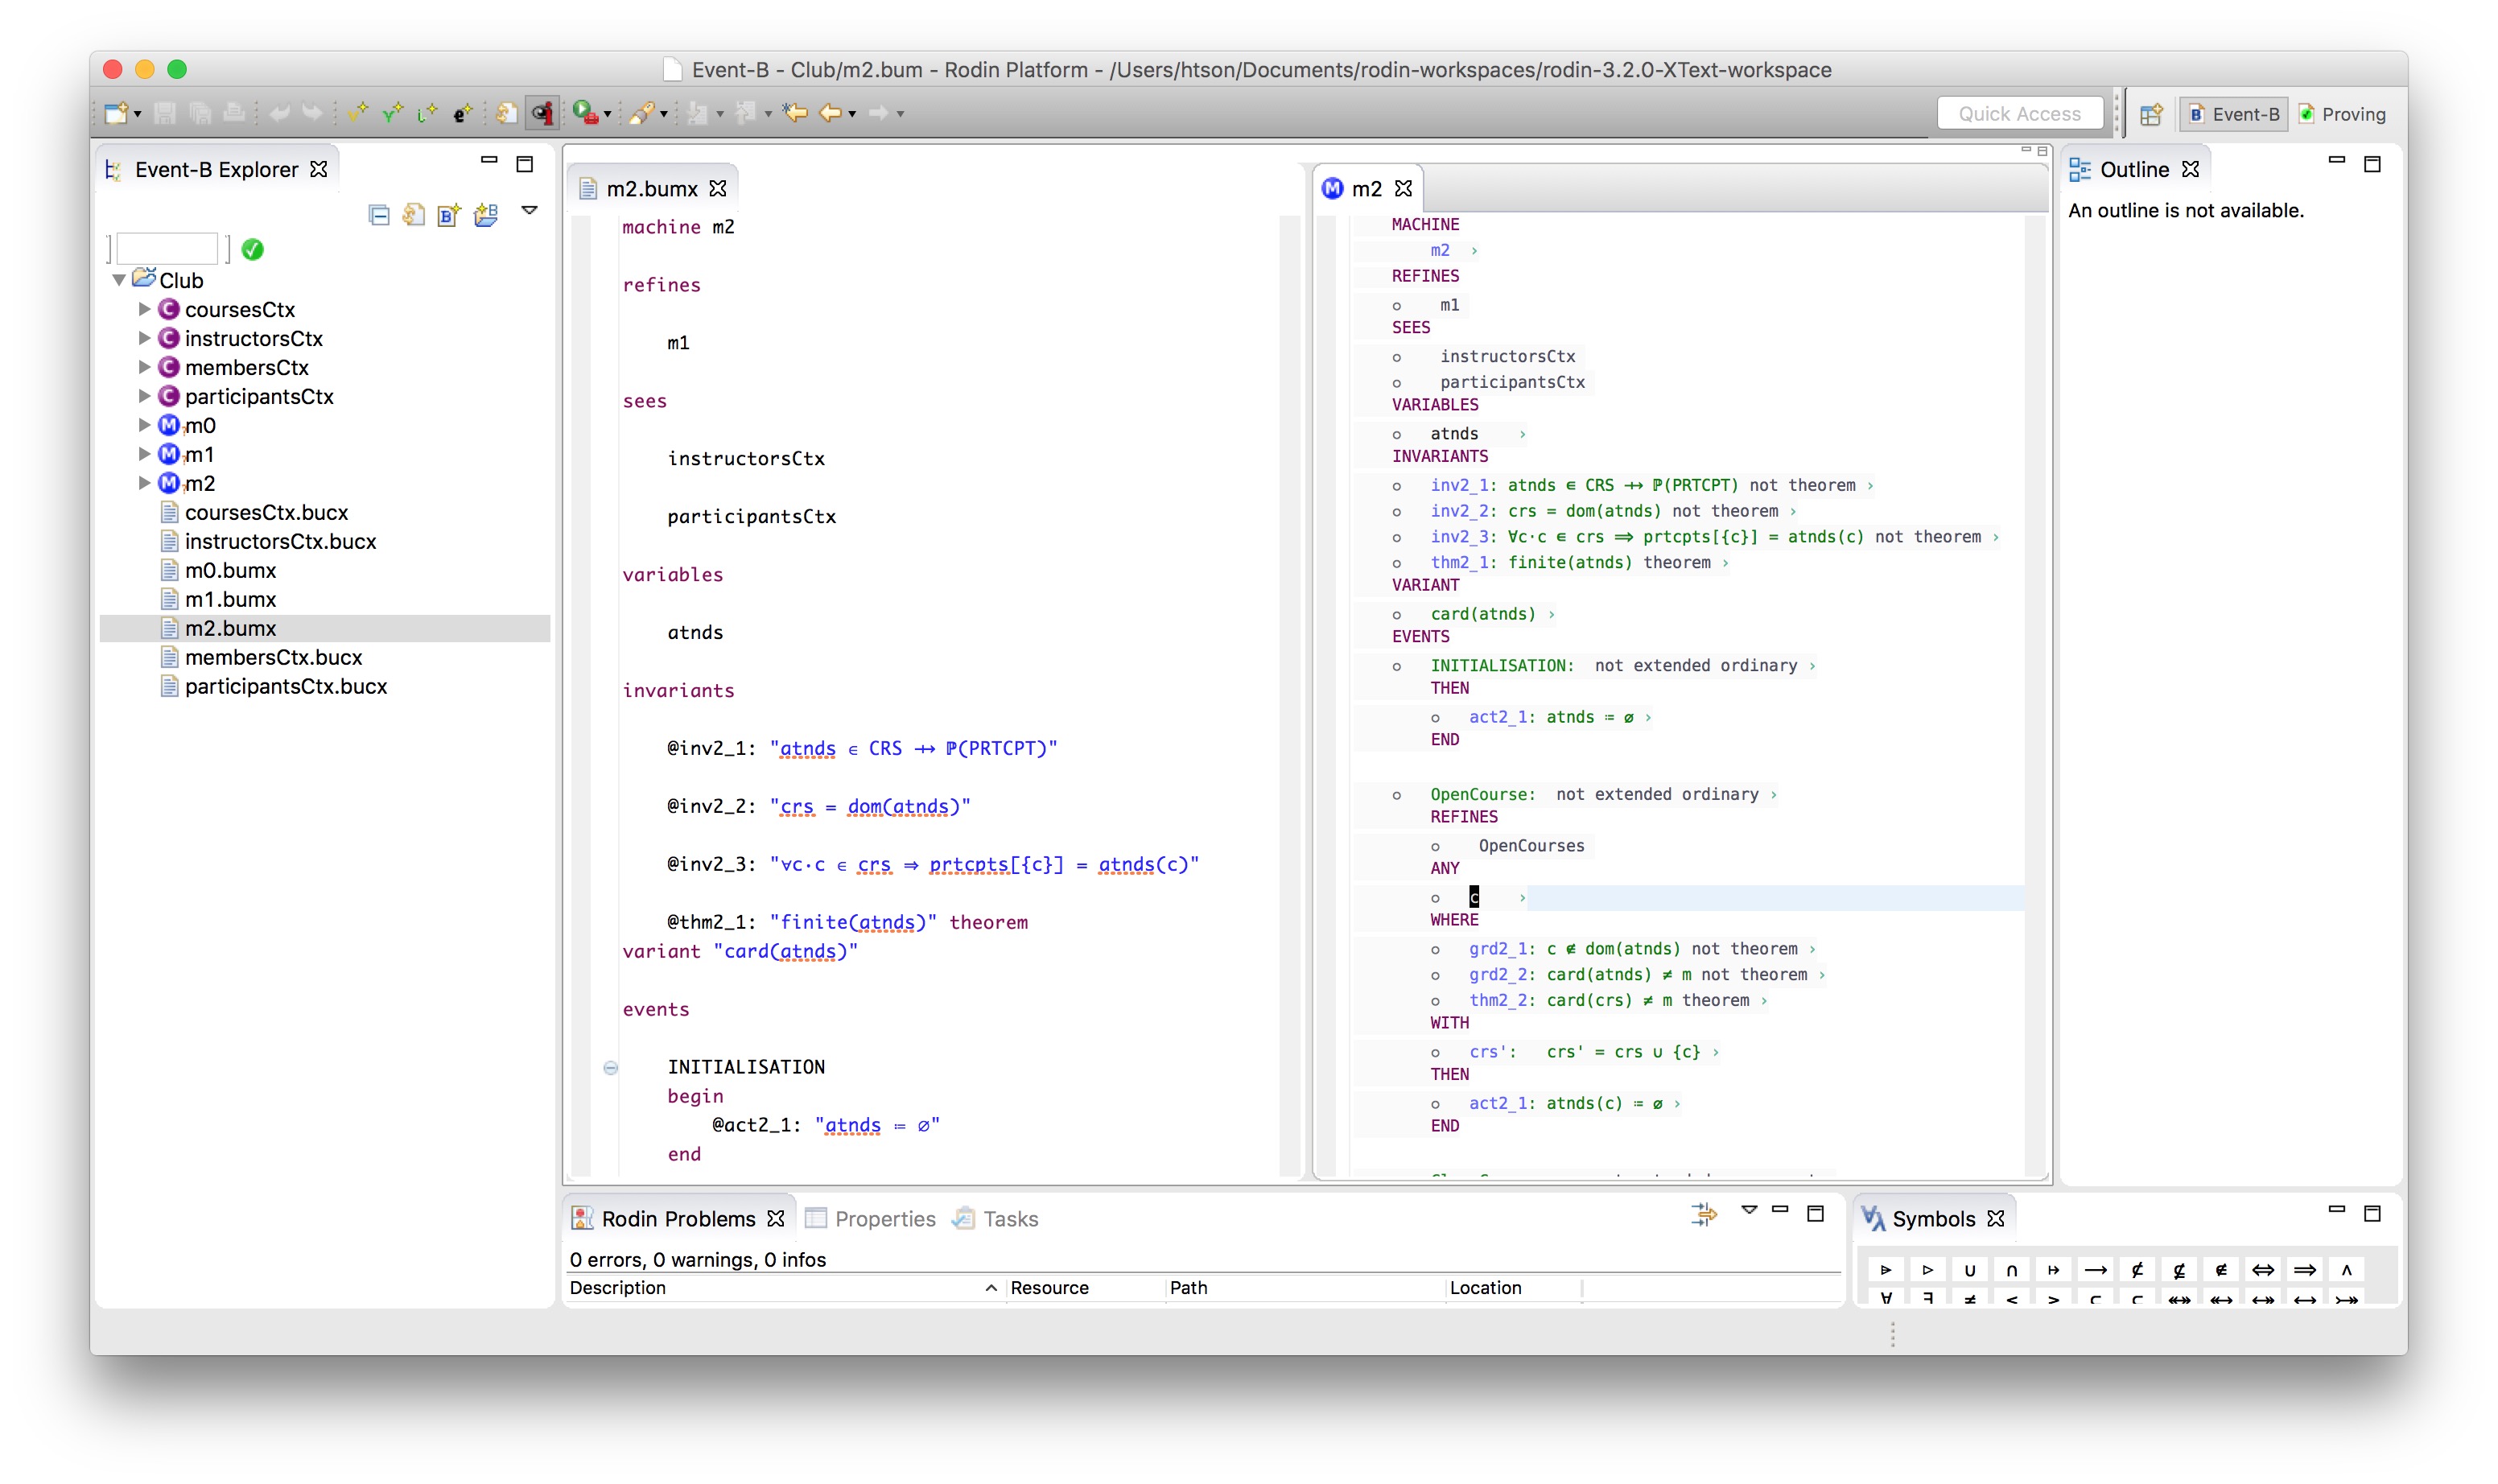 Event-B - Club/m2.bum - Rodin Platform - /Users/htson/Documents/rodin-workspaces/rodin-3.2.0-XText-workspace
Quick Access
Event-B
Proving
Event-B Explorer
Club
coursesCtx
instructorsCtx
membersCtx
participantsCtx
m0
m1
m2
coursesCtx.bucx
instructorsCtx.bucx
m0.bumx
m1.bumx
m2.bumx
membersCtx.bucx
participantsCtx.bucx
m2.bumx
machine m2
refines
m1
sees
instructorsCtx
participantsCtx
variables
atnds
invariants
@inv2_1: "atnds ∈ CRS ⇸ ℙ(PRTCPT)"
@inv2_2: "crs = dom(atnds)"
@inv2_3: "∀c·c ∈ crs ⇒ prtcpts[{c}] = atnds(c)"
@thm2_1: "finite(atnds)" theorem
variant "card(atnds)"
events
INITIALISATION
begin
@act2_1: "atnds ≔ ∅"
end
m2
MACHINE
m2 ›
REFINES
m1
SEES
instructorsCtx
participantsCtx
VARIABLES
atnds ›
INVARIANTS
inv2_1: atnds ∈ CRS ⇸ ℙ(PRTCPT) not theorem ›
inv2_2: crs = dom(atnds) not theorem ›
inv2_3: ∀c·c ∈ crs ⇒ prtcpts[{c}] = atnds(c) not theorem ›
thm2_1: finite(atnds) theorem ›
VARIANT
card(atnds) ›
EVENTS
INITIALISATION: not extended ordinary ›
THEN
act2_1: atnds ≔ ∅ ›
END
OpenCourse: not extended ordinary ›
REFINES
OpenCourses
ANY
c ›
WHERE
grd2_1: c ∉ dom(atnds) not theorem ›
grd2_2: card(atnds) ≠ m not theorem ›
thm2_2: card(crs) ≠ m theorem ›
WITH
crs': crs' = crs ∪ {c} ›
THEN
act2_1: atnds(c) ≔ ∅ ›
END
Outline
An outline is not available.
Rodin Problems
Properties
Tasks
0 errors, 0 warnings, 0 infos
Description
Resource
Path
Location
Symbols
⩥ ▷ ∪ ∩ ↦ → ⊄ ⊈ ∉ ⇔ ⇒ ∧